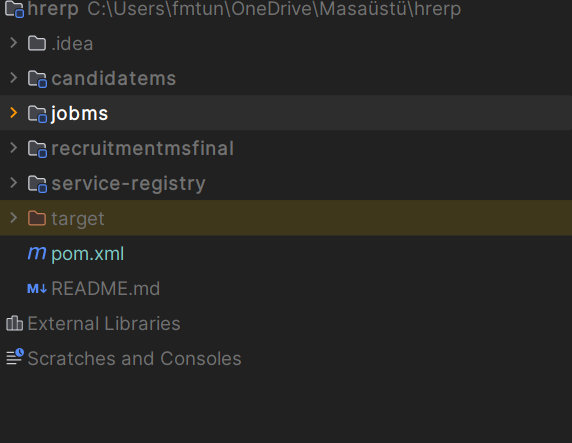 hrerp C:\Users\fmtun\OneDrive\Masaüstü\hrerp
.idea
candidatems
jobms
recruitmentmsfinal
service-registry
target
m pom.xml
M↓ README.md
External Libraries
Scratches and Consoles